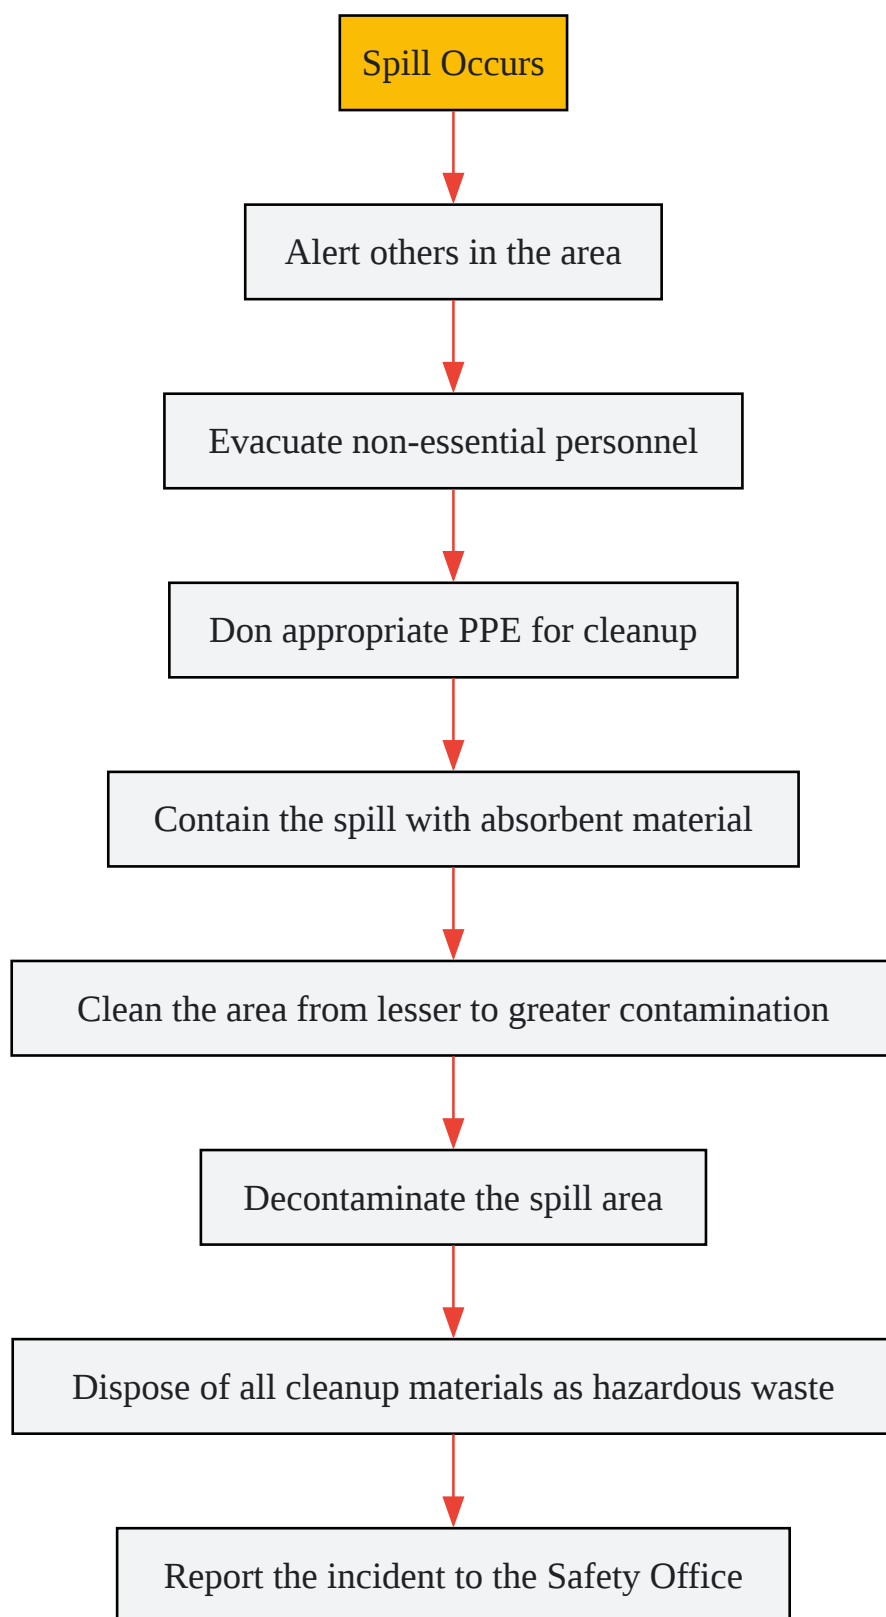 Spill Occurs
Alert others in the area
Evacuate non-essential personnel
Don appropriate PPE for cleanup
Contain the spill with absorbent material
Clean the area from lesser to greater contamination
Decontaminate the spill area
Dispose of all cleanup materials as hazardous waste
Report the incident to the Safety Office